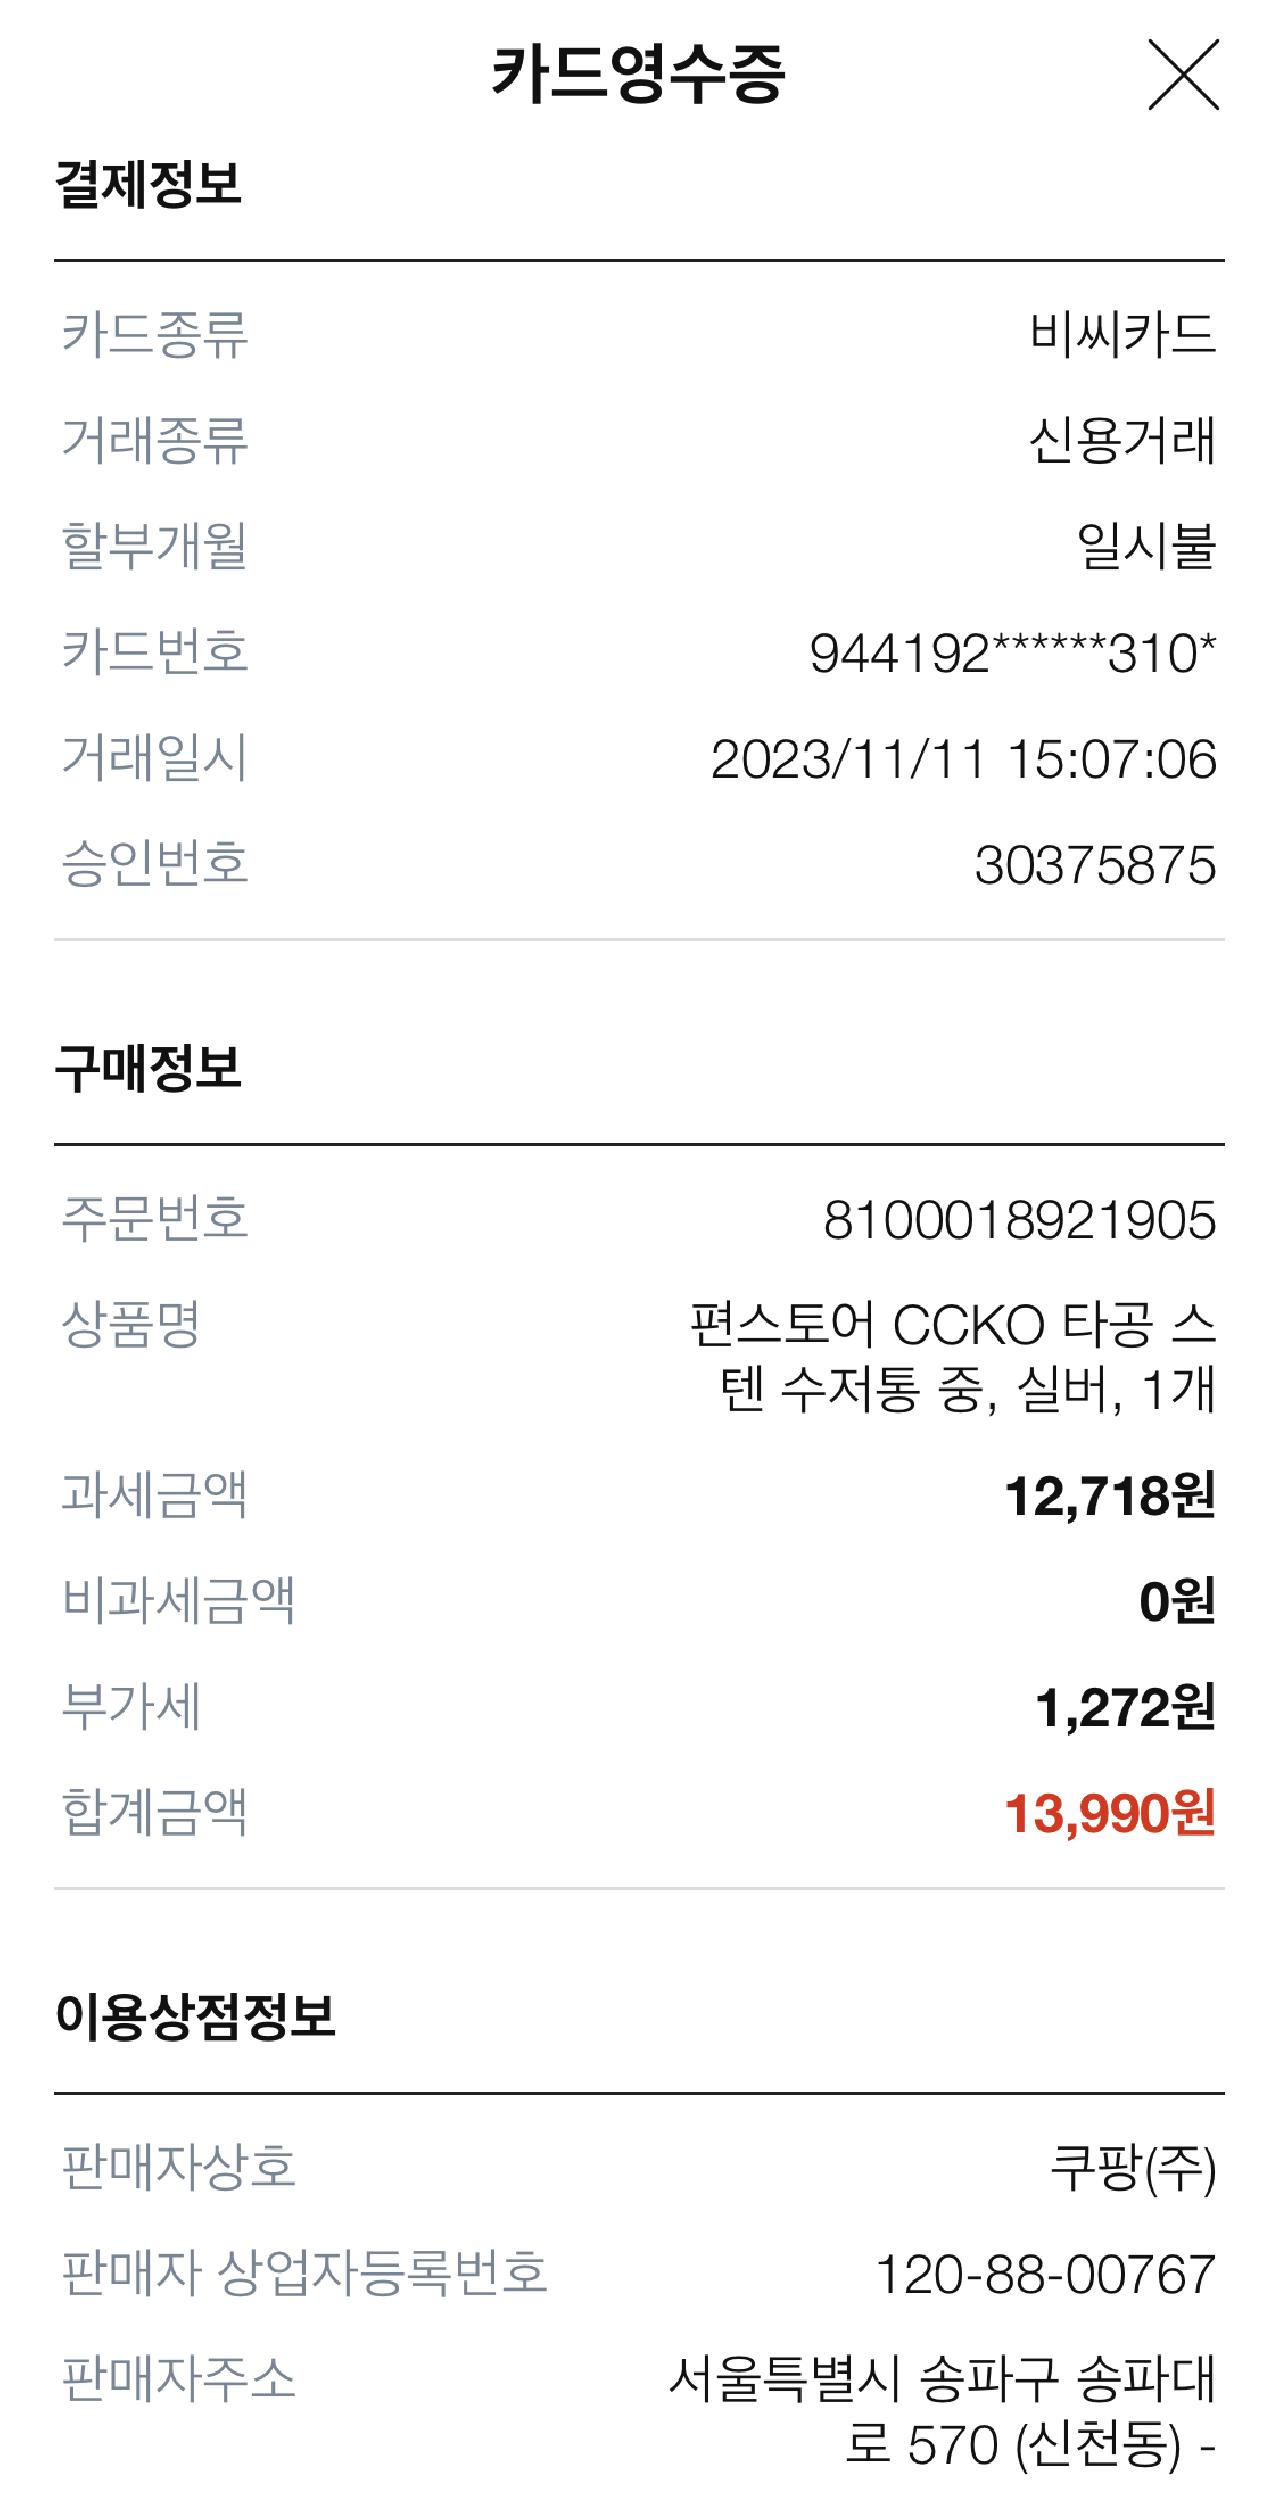 카드영수증
결제정보
카드종류 비씨카드
거래종류 신용거래
할부개월 일시불
카드번호 944192*****310*
거래일시 2023/11/11 15:07:06
승인번호 30375875
구매정보
주문번호 8100018921905
상품명 펀스토어 CCKO 타공 스
텐 수저통 중, 실버, 1개
과세금액 12,718원
비과세금액 0원
부가세 1,272원
합계금액 13,990원
이용상점정보
판매자상호 쿠팡(주)
판매자 상업자등록번호 120-88-00767
판매자주소 서울특별시 송파구 송파대
로 570 (신천동) -